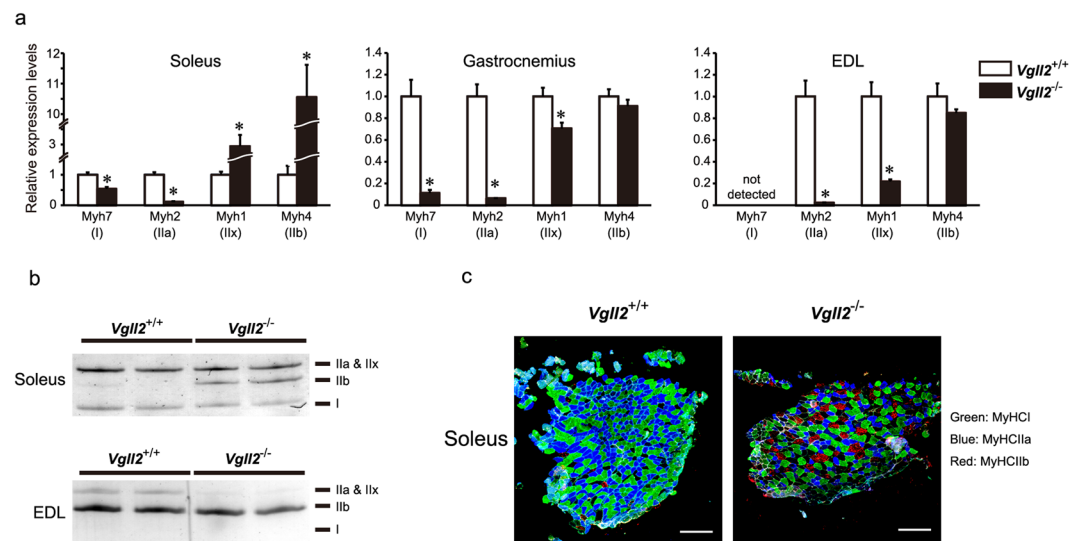 a
Relative expression levels
Soleus
12
10
3
1
0
Myh7 Myh2 Myh1 Myh4
(I) (IIa) (IIx) (IIb)
Gastrocnemius
1.4
1.2
1.0
0.8
0.6
0.4
0.2
0
* * *
Myh7 Myh2 Myh1 Myh4
(I) (IIa) (IIx) (IIb)
EDL
1.4
1.2
1.0
0.8
0.6
0.4
0.2
0
not
detected
* *
Myh7 Myh2 Myh1 Myh4
(I) (IIa) (IIx) (IIb)
Vgll2+/+
Vgll2-/-
b
Vgll2+/+ Vgll2-/-
Soleus
IIa & IIx
IIb
I
Vgll2+/+ Vgll2-/-
EDL
IIa & IIx
IIb
I
c
Vgll2+/+ Vgll2-/-
Soleus
Green: MyHCI
Blue: MyHCIIa
Red: MyHCIIb